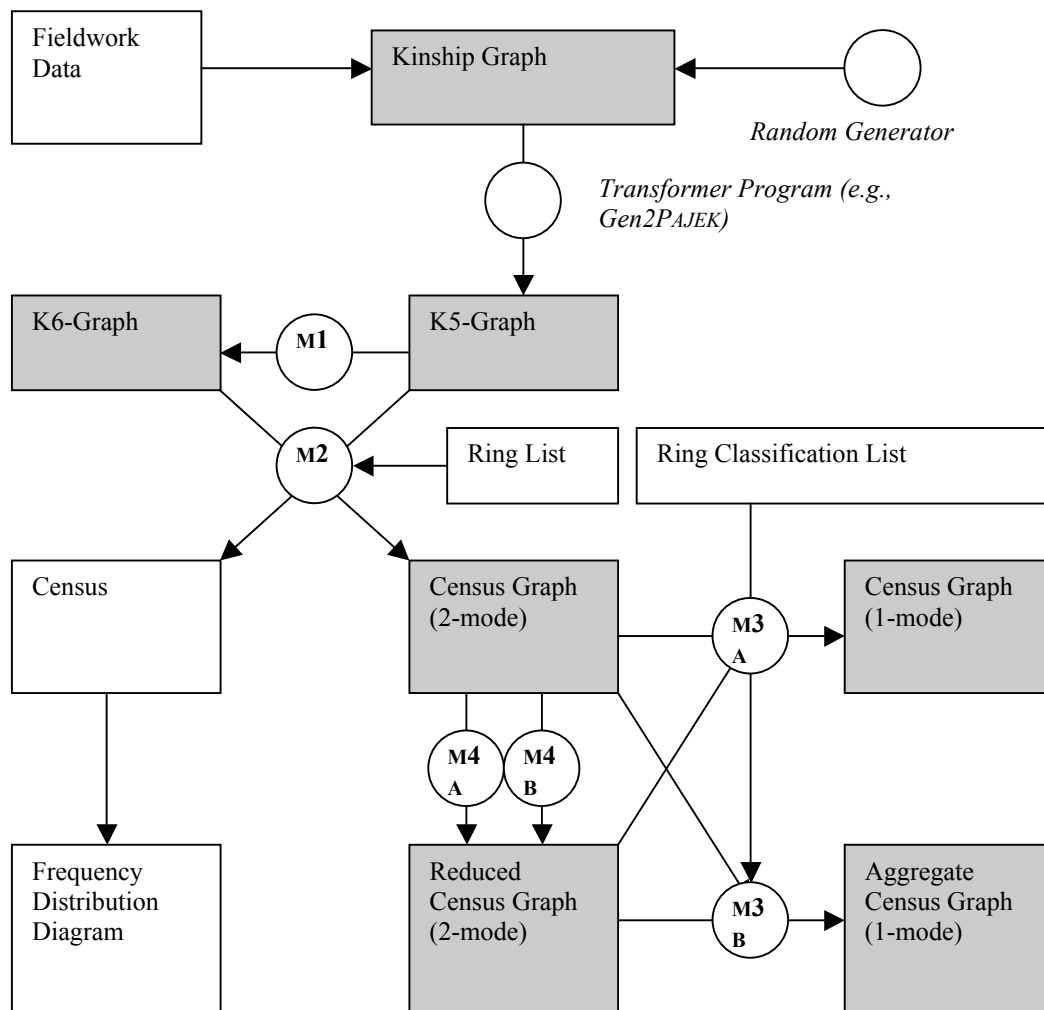 Fieldwork
Data
Kinship Graph
Random Generator
Transformer Program (e.g.,
Gen2PAJEK)
K6-Graph
M1
K5-Graph
M2
Ring List
Ring Classification List
Census
Census Graph
(2-mode)
M3
A
Census Graph
(1-mode)
M4
A
M4
B
Frequency
Distribution
Diagram
Reduced
Census Graph
(2-mode)
M3
B
Aggregate
Census Graph
(1-mode)